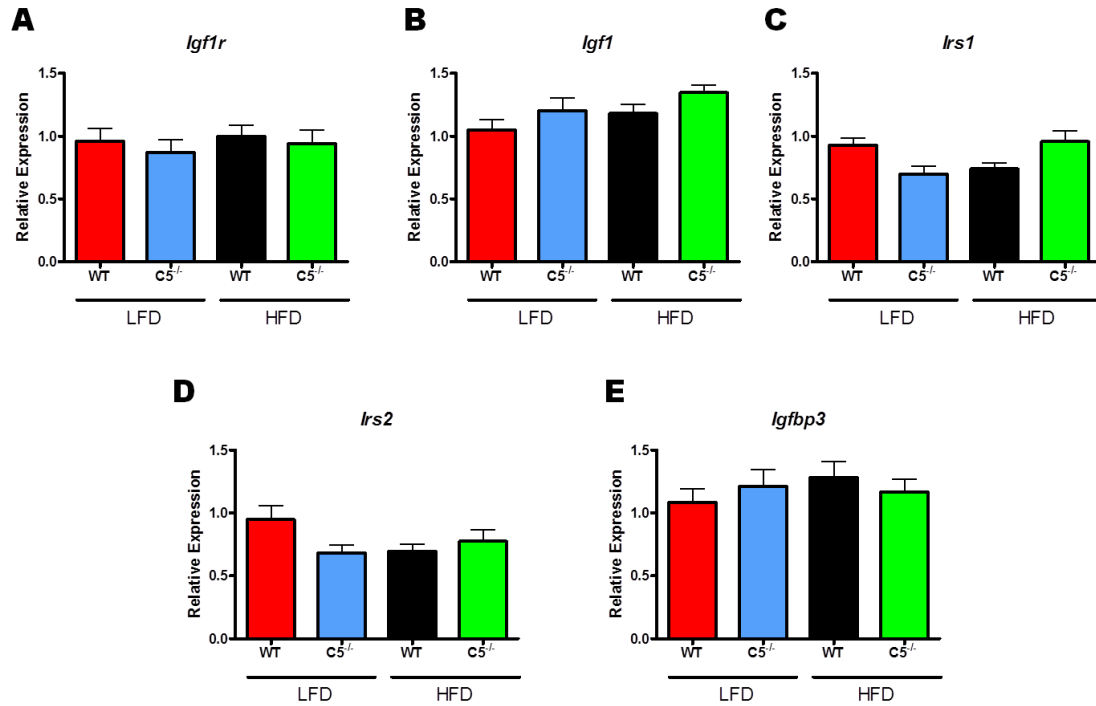 A
Igf1r
Relative Expression
1.5
1.0
0.5
0.0
WT
C5-/-
WT
C5-/-
LFD
HFD
B
Igf1
Relative Expression
1.5
1.0
0.5
0.0
WT
C5-/-
WT
C5-/-
LFD
HFD
C
Irs1
Relative Expression
1.5
1.0
0.5
0.0
WT
C5-/-
WT
C5-/-
LFD
HFD
D
Irs2
Relative Expression
1.5
1.0
0.5
0.0
WT
C5-/-
WT
C5-/-
LFD
HFD
E
Igfbp3
Relative Expression
1.5
1.0
0.5
0.0
WT
C5-/-
WT
C5-/-
LFD
HFD